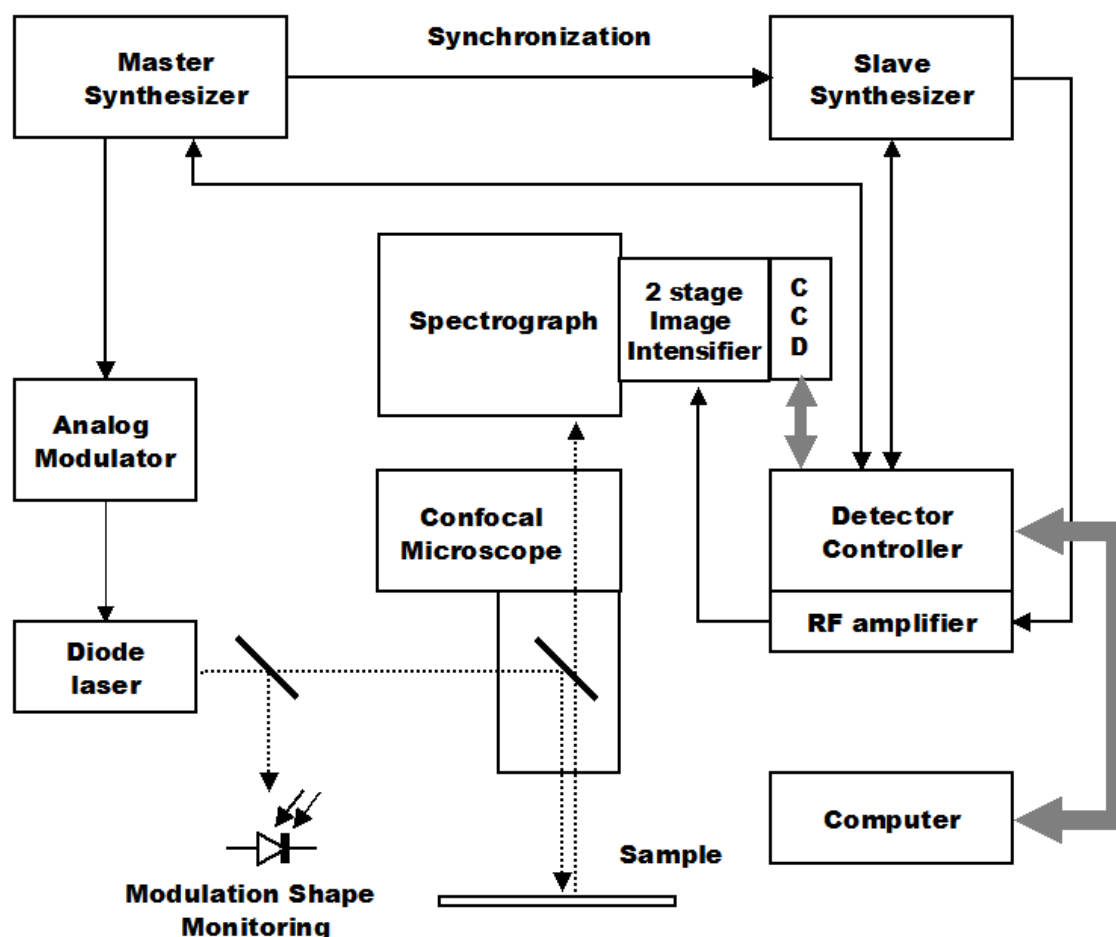 Synchronization
Master
Synthesizer
Slave
Synthesizer
Spectrograph
2 stage
Image
Intensifier
C
C
D
Analog
Modulator
Confocal
Microscope
Detector
Controller
RF amplifier
Diode
laser
Computer
Sample
Modulation Shape
Monitoring